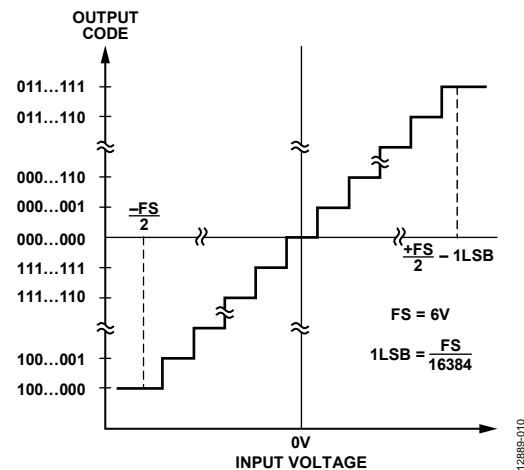 OUTPUT
CODE
011...111
011...110
000...110
000...001
000...000
111...111
111...110
100...001
100...000
–FS
2
+FS
2
– 1LSB
FS = 6V
1LSB = FS
16384
0V
INPUT VOLTAGE
12889-010